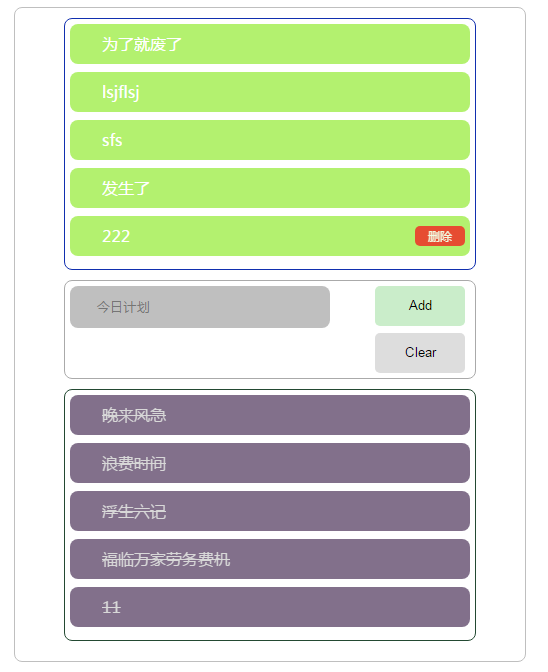 为了就废了
lsjflsj
sfs
发生了
222 删除
今日计划 Add
Clear
晚来风急
浪费时间
浮生六记
福临万家劳务费机
11